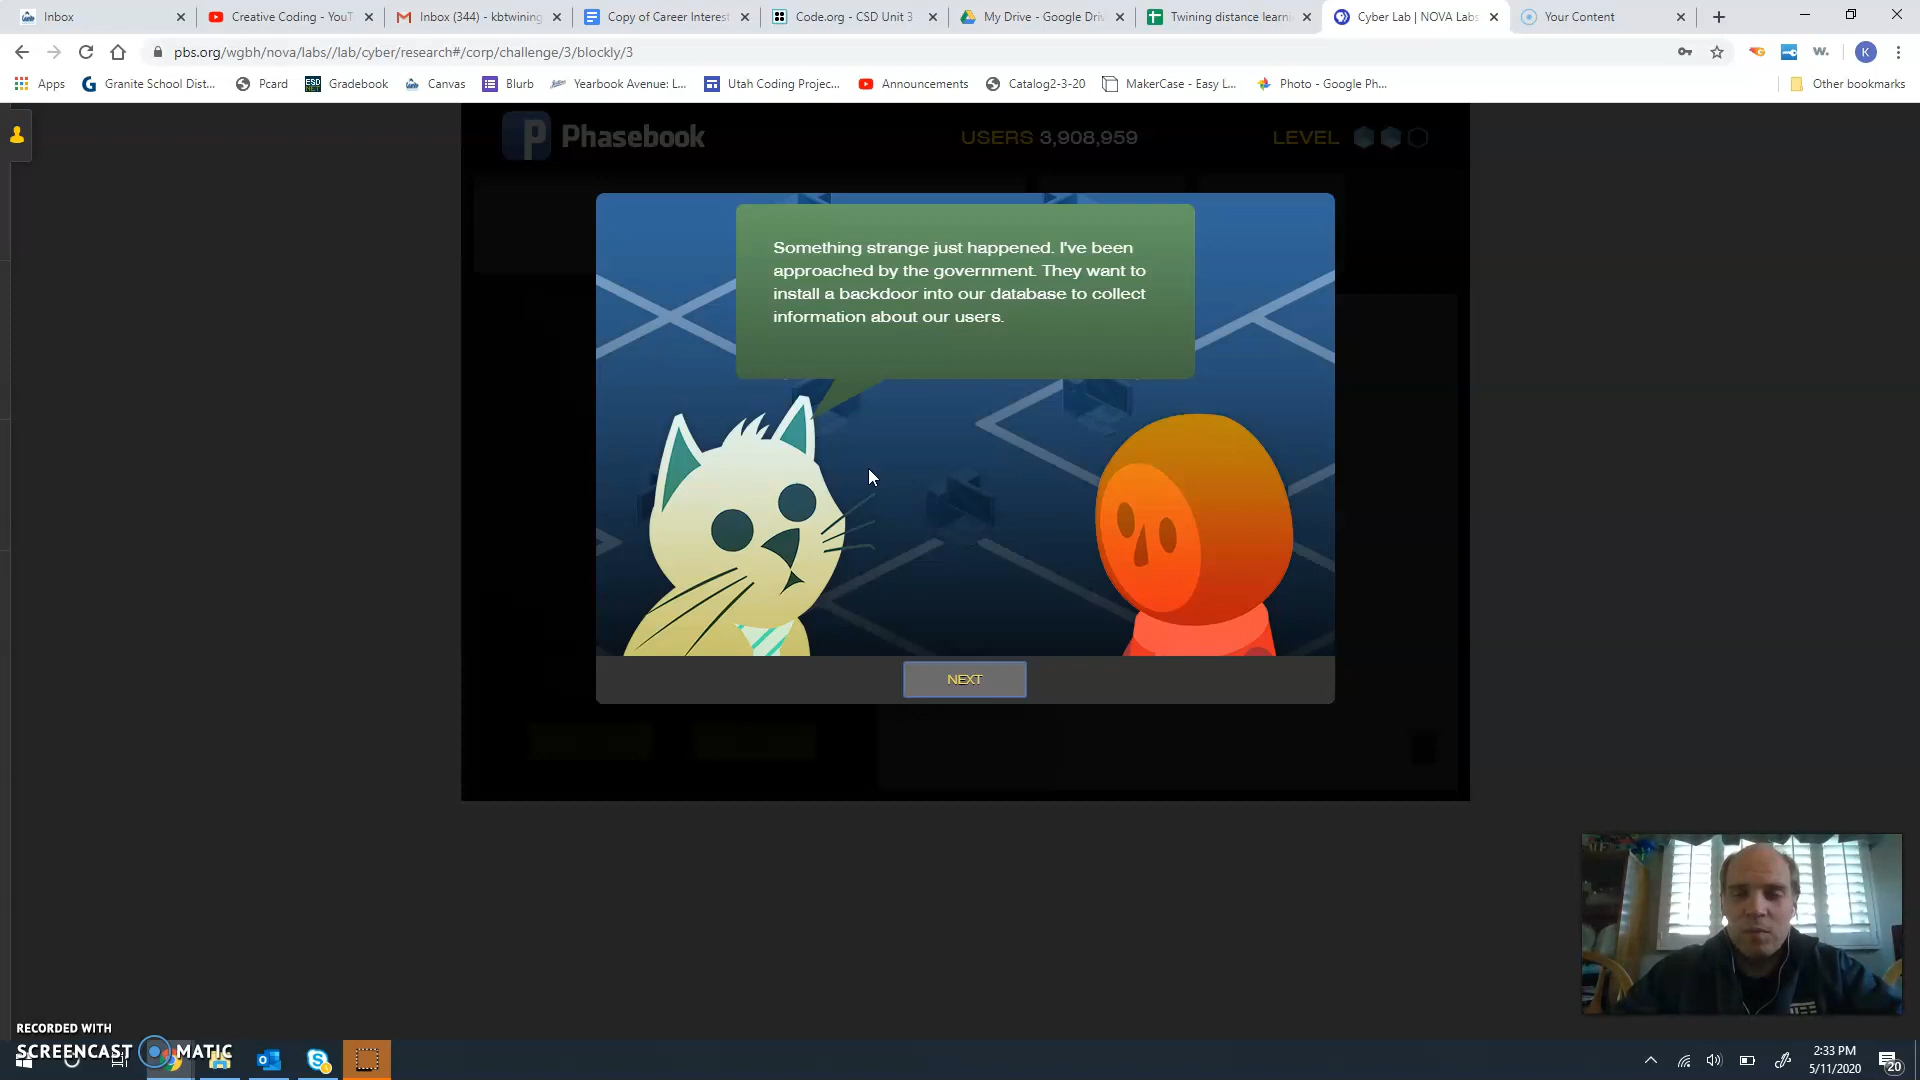 Inbox
Creative Coding - YouT
Inbox (344) - kbtwining
Copy of Career Interest
Code.org - CSD Unit 3
My Drive - Google Driv
Twining distance learni
Cyber Lab | NOVA Labs
Your Content
pbs.org/wgbh/nova/labs//lab/cyber/research#/corp/challenge/3/blockly/3
W.
K
Apps
Granite School Dist...
Pcard
Gradebook
Canvas
Blurb
Yearbook Avenue: L...
Utah Coding Projec...
Announcements
Catalog2-3-20
MakerCase - Easy L...
Photo - Google Ph...
Other bookmarks
P Phasebook
USERS 3,908,959
LEVEL
Something strange just happened. I've been
approached by the government. They want to
install a backdoor into our database to collect
information about our users.
NEXT
RECORDED WITH
SCREENCAST MATIC
2:33 PM
5/11/2020
20